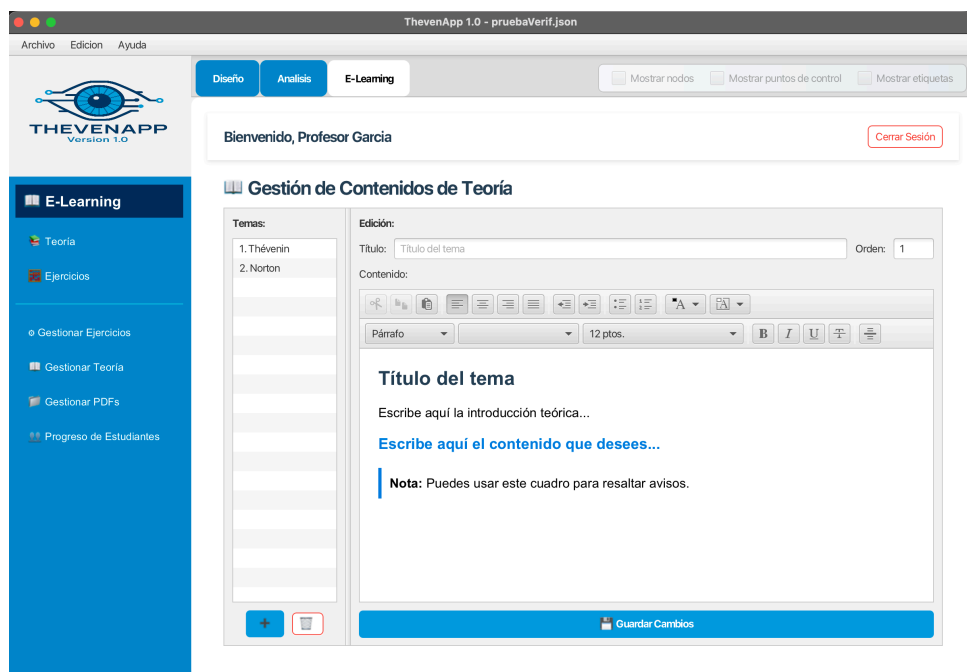 ThevenApp 1.0 - pruebaVerif.json
Archivo Edicion Ayuda
THEVENAPP
Version 1.0
Diseño Analisis E-Learning
Mostrar nodos Mostrar puntos de control Mostrar etiquetas
Bienvenido, Profesor Garcia
Cerrar Sesión
E-Learning
Teoría
Ejercicios
Gestionar Ejercicios
Gestionar Teoría
Gestionar PDFs
Progreso de Estudiantes
Gestión de Contenidos de Teoría
Temas:
1. Thévenin
2. Norton
+
Edición:
Título: Título del tema Orden: 1
Contenido:
Párrafo 12 ptos. B I U T
Título del tema
Escribe aquí la introducción teórica...
Escribe aquí el contenido que desees...
Nota: Puedes usar este cuadro para resaltar avisos.
Guardar Cambios